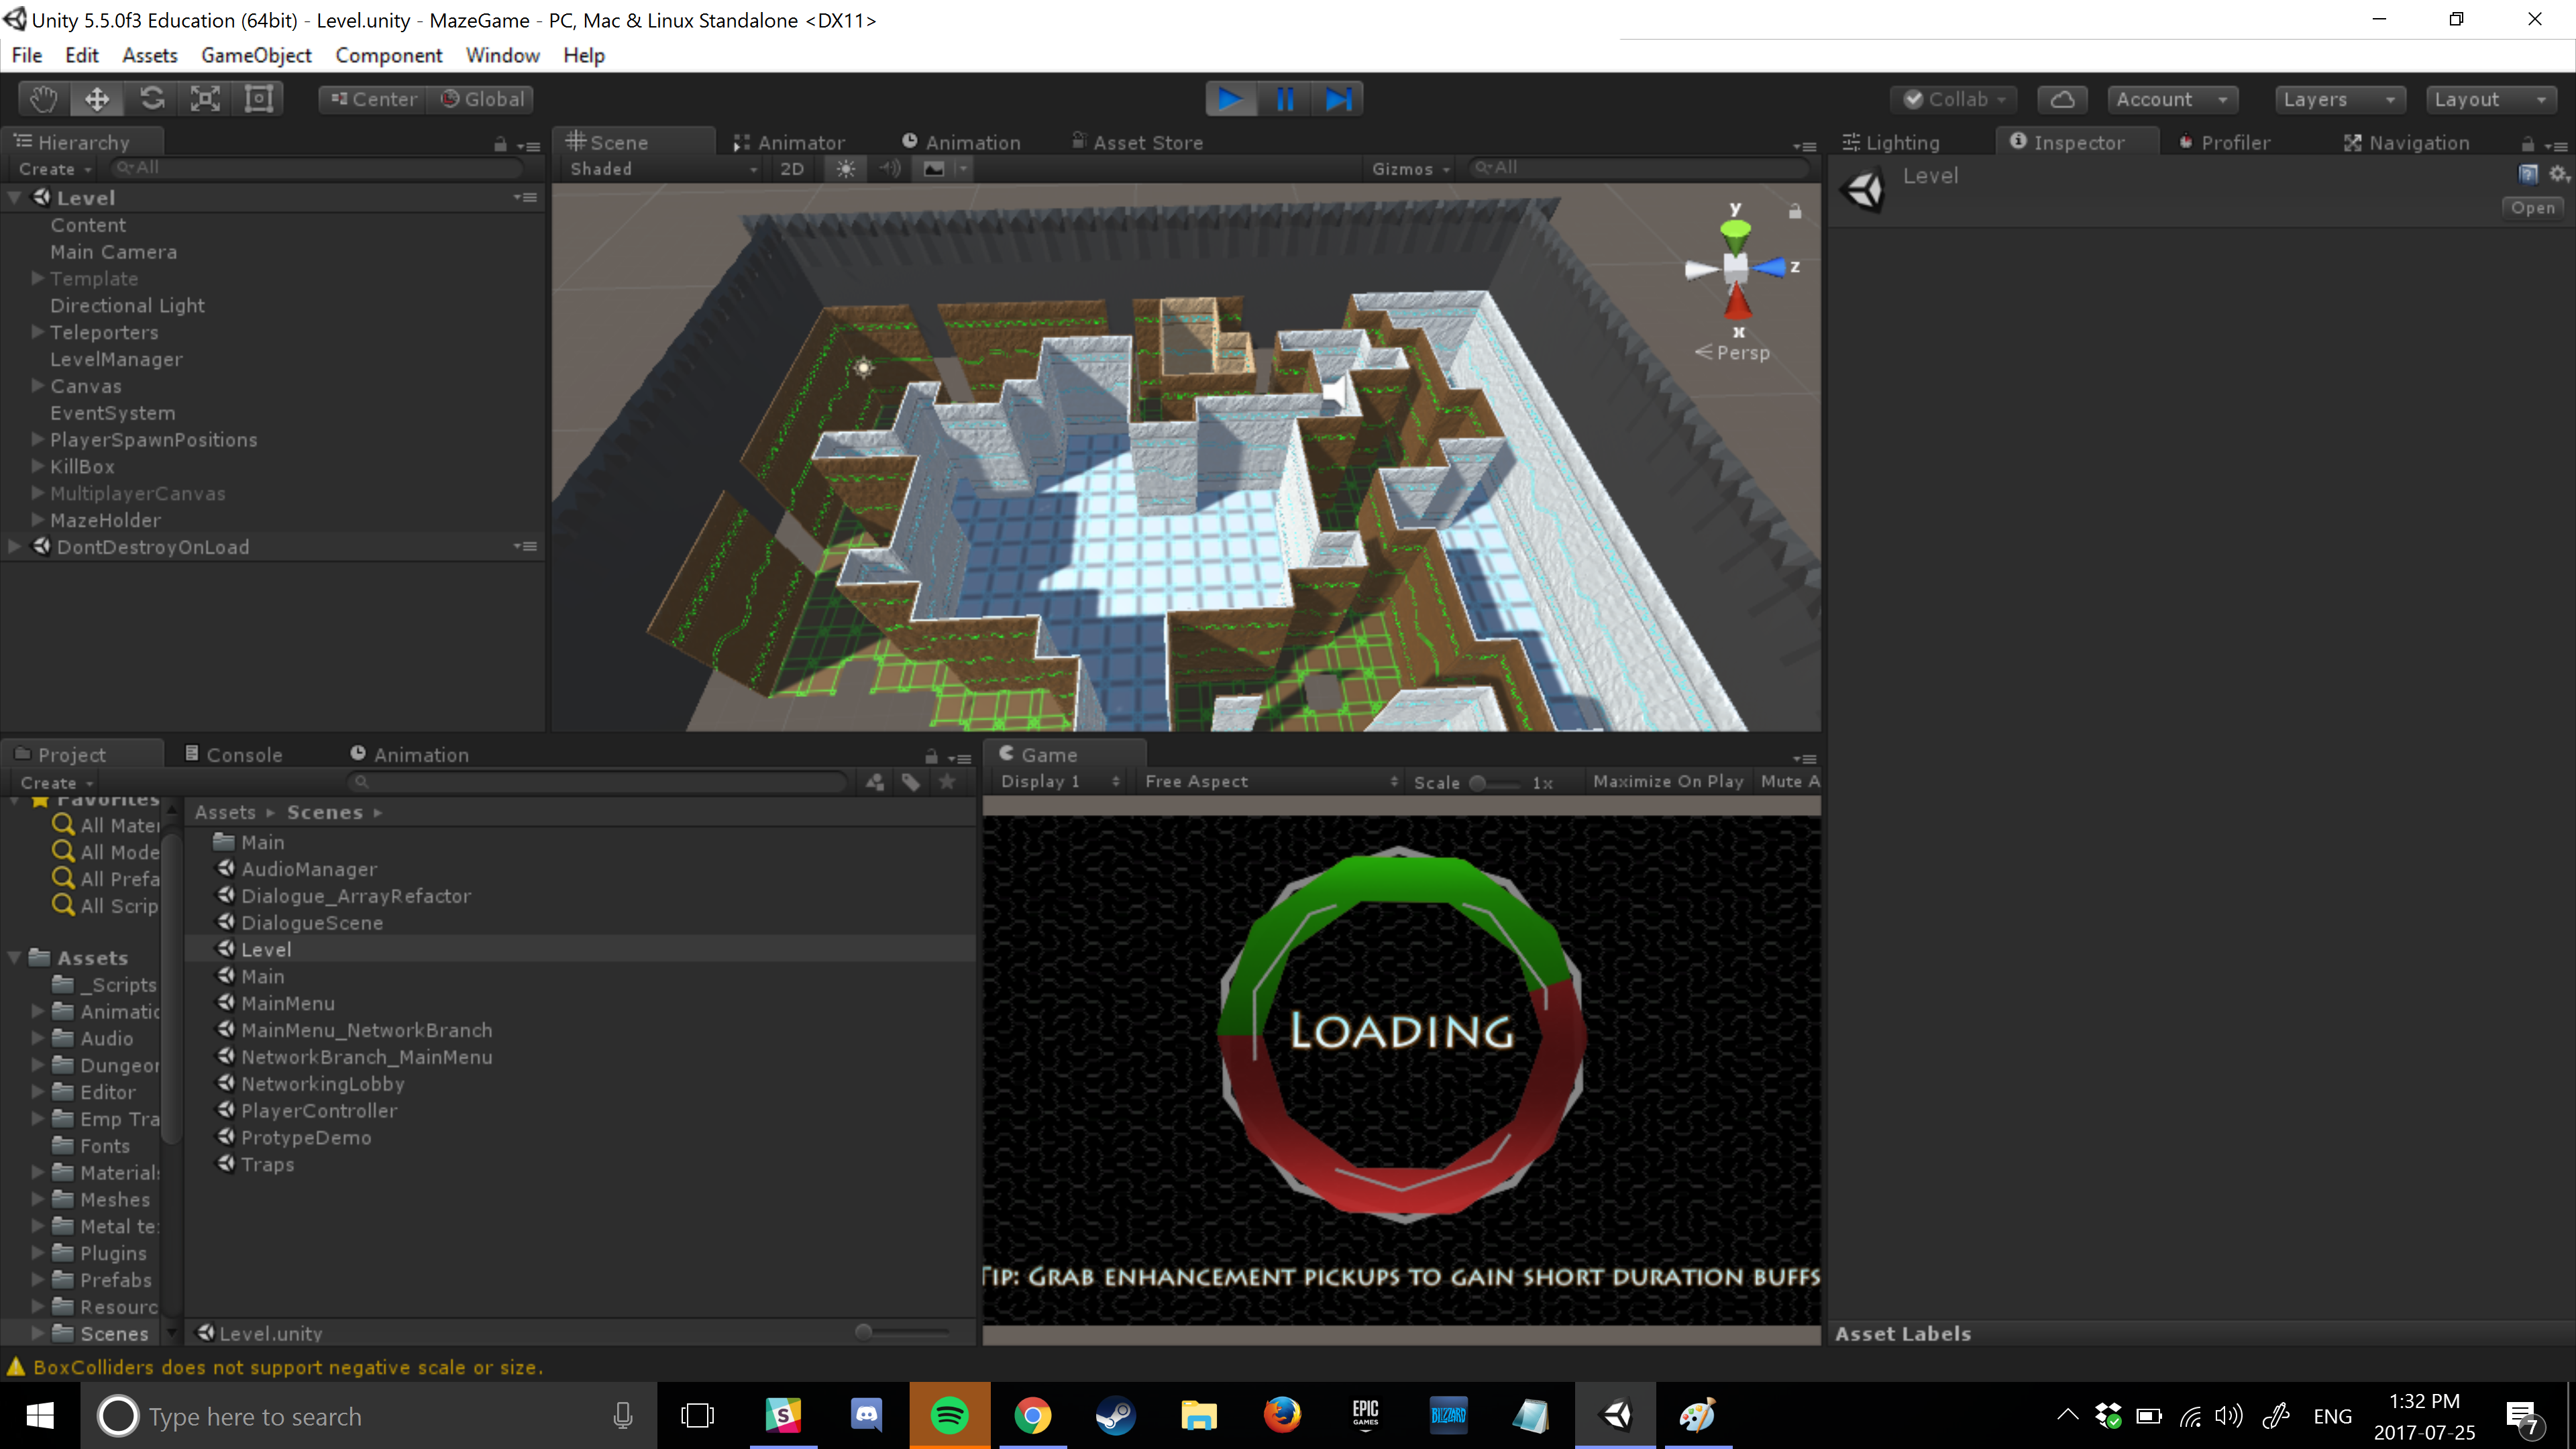 Unity 5.5.0f3 Education (64bit) - Level.unity - MazeGame - PC, Mac & Linux Standalone <DX11>
File Edit Assets GameObject Component Window Help
Center Global Collab Account Layers Layout
Hierarchy
Create All
Level
Content
Main Camera
Template
Directional Light
Teleporters
LevelManager
Canvas
EventSystem
PlayerSpawnPositions
KillBox
MultiplayerCanvas
MazeHolder
DontDestroyOnLoad
Scene Animator Animation Asset Store
Shaded 2D Gizmos All
y
z
x
Persp
Lighting Inspector Profiler Navigation
Level
Open
Asset Labels
Project Console Animation
Create
Favorites
All Mater
All Mode
All Prefa
All Scrip
Assets
_Scripts
Animatic
Audio
Dungeor
Editor
Emp Tra
Fonts
Materials
Meshes
Metal te
Plugins
Prefabs
Resourc
Scenes
Assets Scenes
Main
AudioManager
Dialogue_ArrayRefactor
DialogueScene
Level
Main
MainMenu
MainMenu_NetworkBranch
NetworkBranch_MainMenu
NetworkingLobby
PlayerController
ProtypeDemo
Traps
Level.unity
Game
Display 1 Free Aspect Scale 1x Maximize On Play Mute A
LOADING
TIP: GRAB ENHANCEMENT PICKUPS TO GAIN SHORT DURATION BUFFS
BoxColliders does not support negative scale or size.
Type here to search
EPIC
GAMES
BLIZZARD
ENG
1:32 PM
2017-07-25
7